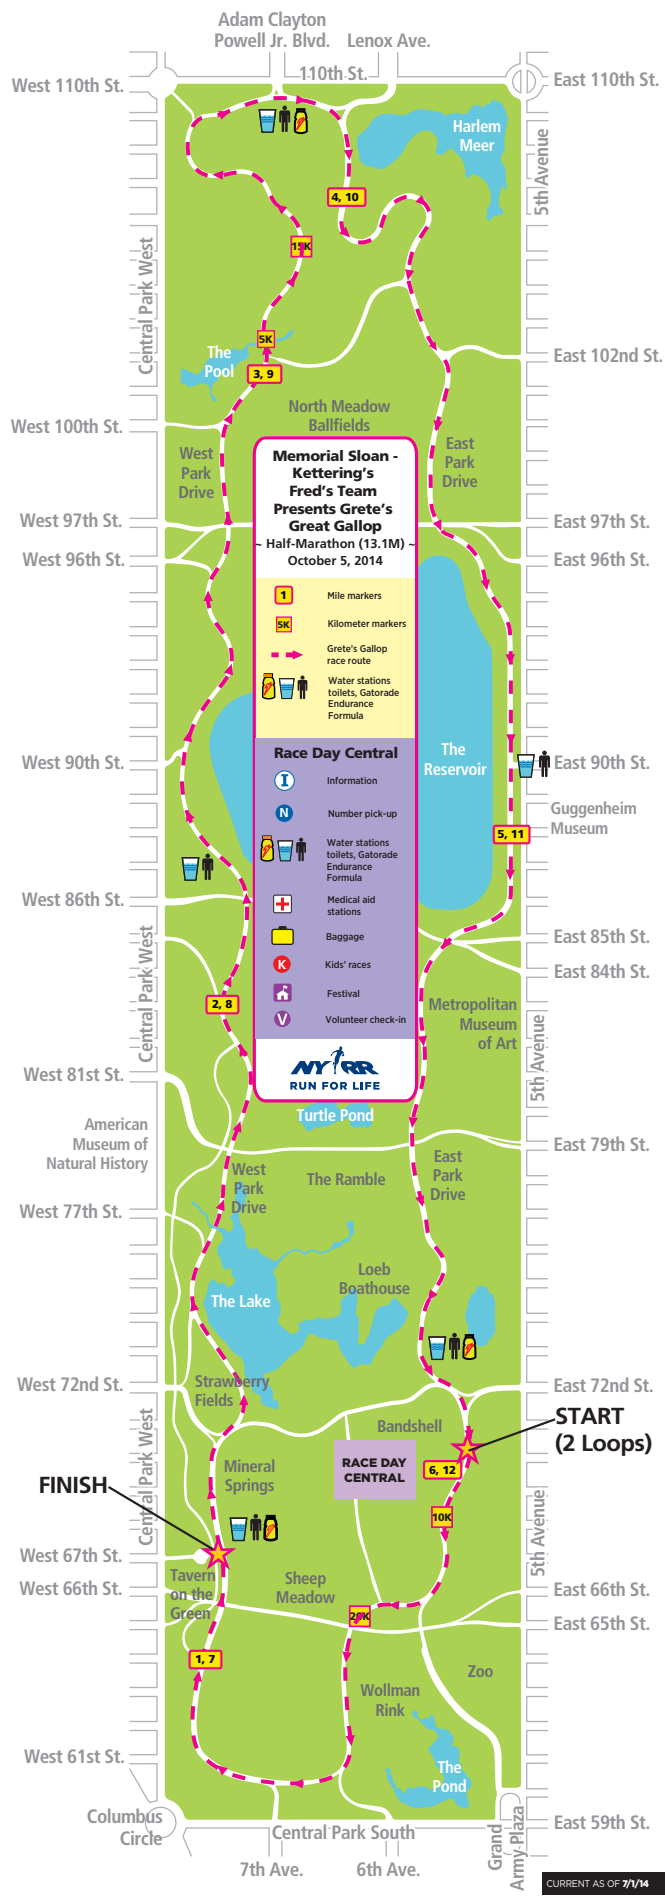 Adam Clayton
Powell Jr. Blvd.
Lenox Ave.
110th St.
West 110th St.
East 110th St.
Harlem
Meer
5th Avenue
4, 10
15K
Central Park West
5K
The
Pool
3, 9
East 102nd St.
North Meadow
Ballfields
West 100th St.
West
Park
Drive
East
Park
Drive
Memorial Sloan -
Kettering's
Fred's Team
Presents Grete's
Great Gallop
~ Half-Marathon (13.1M) ~
October 5, 2014
West 97th St.
East 97th St.
West 96th St.
East 96th St.
1
Mile markers
5K
Kilometer markers
Grete's Gallop
race route
Water stations
toilets, Gatorade
Endurance
Formula
Race Day Central
I
Information
N
Number pick-up
Water stations
toilets, Gatorade
Endurance
Formula
Medical aid
stations
Baggage
K
Kids' races
Festival
V
Volunteer check-in
NYRR
RUN FOR LIFE
The
Reservoir
West 90th St.
East 90th St.
Guggenheim
Museum
5, 11
West 86th St.
East 85th St.
East 84th St.
Central Park West
2, 8
Metropolitan
Museum
of Art
5th Avenue
West 81st St.
Turtle Pond
American
Museum of
Natural History
East 79th St.
West
Park
Drive
The Ramble
East
Park
Drive
West 77th St.
Loeb
Boathouse
The Lake
West 72nd St.
East 72nd St.
Strawberry
Fields
Central Park West
Bandshell
START
(2 Loops)
RACE DAY
CENTRAL
6, 12
Mineral
Springs
FINISH
10K
5th Avenue
West 67th St.
West 66th St.
Tavern
on the
Green
Sheep
Meadow
East 66th St.
20K
East 65th St.
1, 7
Zoo
Wollman
Rink
West 61st St.
The
Pond
Columbus
Circle
Central Park South
East 59th St.
Grand
Army Plaza
7th Ave.
6th Ave.
CURRENT AS OF 7/1/14